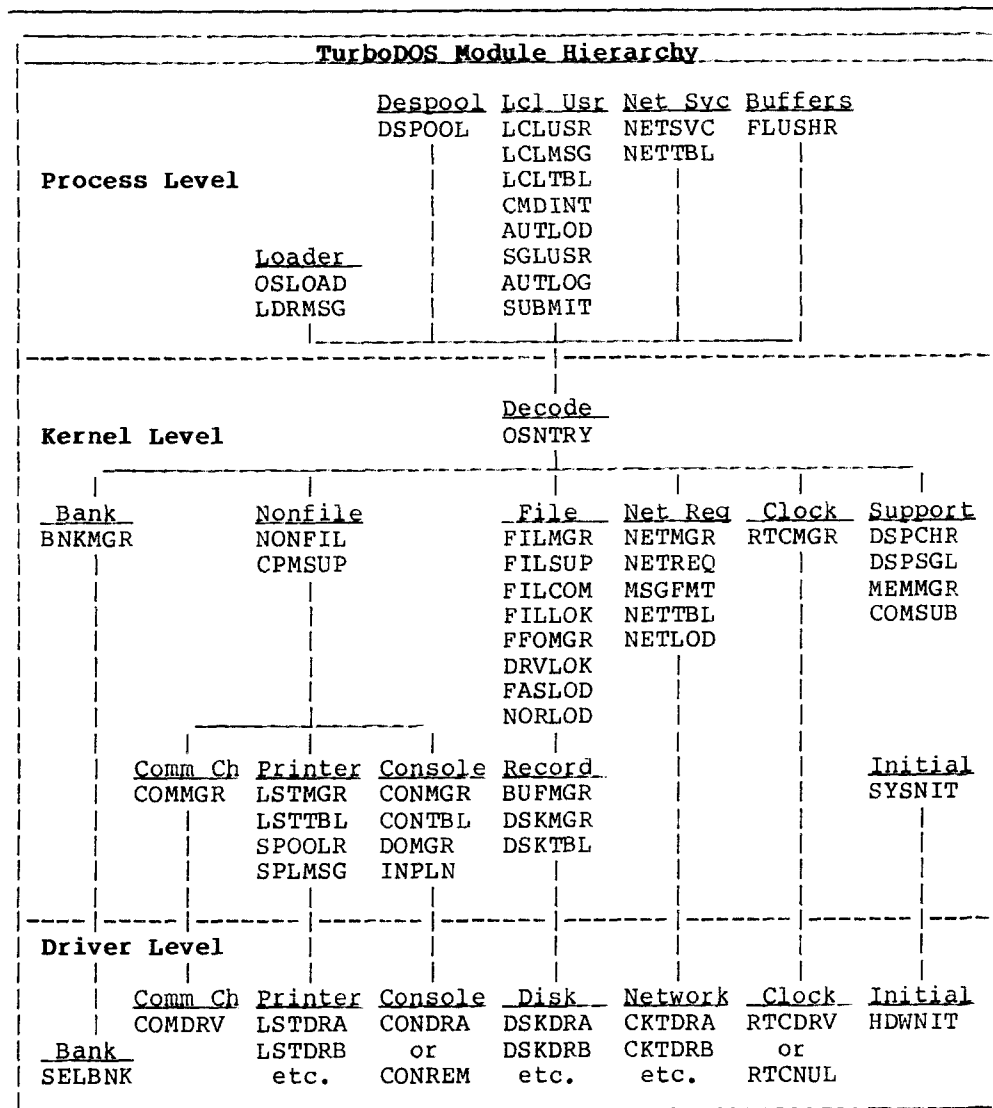 TurboDOS Module Hierarchy
Despool Lcl Usr Net Svc Buffers
DSPOOL LCLUSR NETSVC FLUSHR
LCLMSG NETTBL
Process Level LCLTBL
CMDINT
AUTLOD
Loader SGLUSR
OSLOAD AUTLOG
LDRMSG SUBMIT
Decode
Kernel Level OSNTRY
Bank Nonfile File Net Req Clock Support
BNKMGR NONFIL FILMGR NETMGR RTCMGR DSPCHR
CPMSUP FILSUP NETREQ DSPSGL
FILCOM MSGFMT MEMMGR
FILLOK NETTBL COMSUB
FFOMGR NETLOD
DRVLOK
FASLOD
NORLOD
Comm Ch Printer Console Record Initial
COMMGR LSTMGR CONMGR BUFMGR SYSNIT
LSTTBL CONTBL DSKMGR
SPOOLR DOMGR DSKTBL
SPLMSG INPLN
Driver Level
Comm Ch Printer Console Disk Network Clock Initial
COMDRV LSTDRA CONDRA DSKDRA CKTDRA RTCDRV HDWNIT
Bank LSTDRB or DSKDRB CKTDRB or
SELBNK etc. CONREM etc. etc. RTCNUL